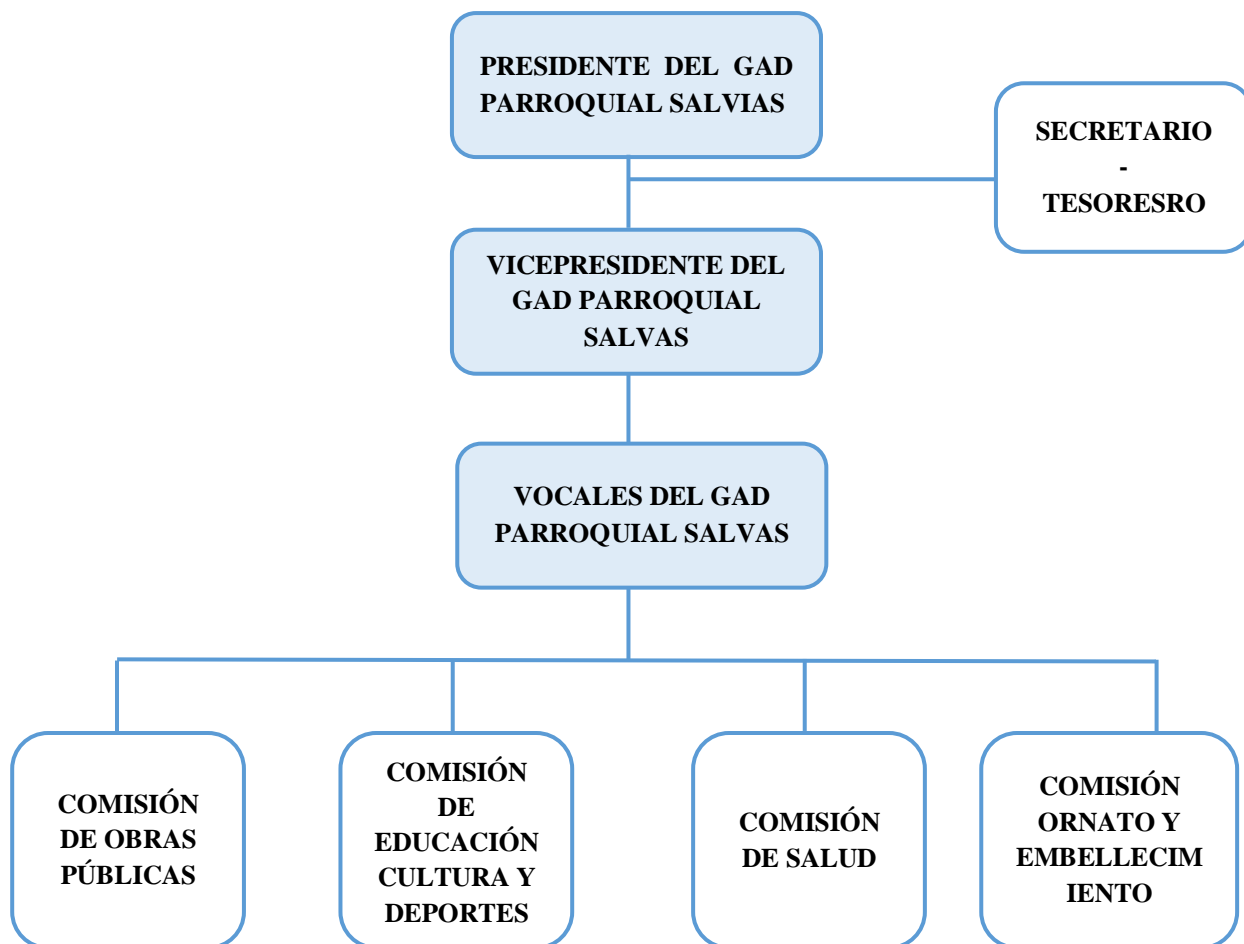 PRESIDENTE DEL GAD
PARROQUIAL SALVIAS
SECRETARIO
-
TESORESRO
VICEPRESIDENTE DEL
GAD PARROQUIAL
SALVAS
VOCALES DEL GAD
PARROQUIAL SALVAS
COMISIÓN
DE OBRAS
PÚBLICAS
COMISIÓN
DE
EDUCACIÓN
CULTURA Y
DEPORTES
COMISIÓN
DE SALUD
COMISIÓN
ORNATO Y
EMBELLECIM
IENTO